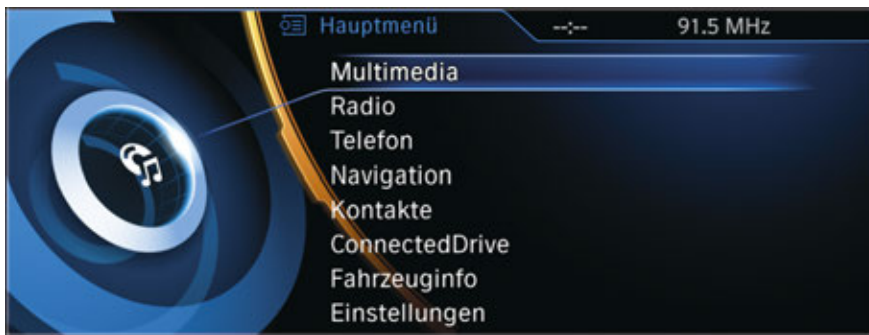 Hauptmenü --:-- 91.5 MHz
Multimedia
Radio
Telefon
Navigation
Kontakte
ConnectedDrive
Fahrzeuginfo
Einstellungen